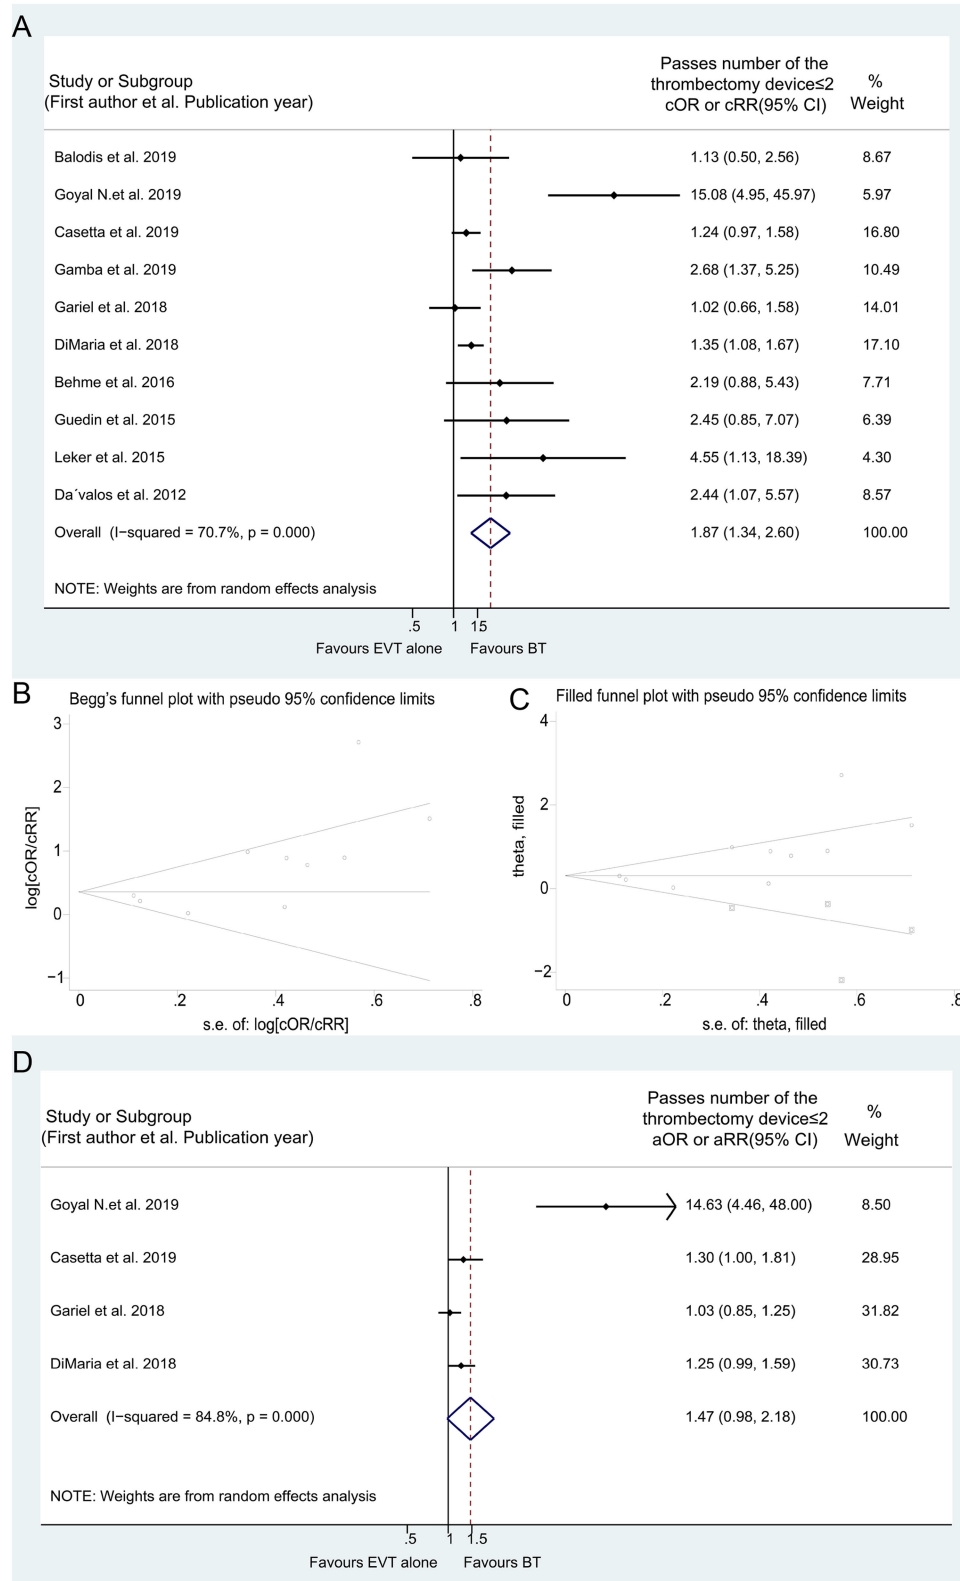 A
Study or Subgroup
(First author et al. Publication year)
Passes number of the
thrombectomy device≤2
cOR or cRR(95% CI)
%
Weight
Balodis et al. 2019 1.13 (0.50, 2.56) 8.67
Goyal N.et al. 2019 15.08 (4.95, 45.97) 5.97
Casetta et al. 2019 1.24 (0.97, 1.58) 16.80
Gamba et al. 2019 2.68 (1.37, 5.25) 10.49
Gariel et al. 2018 1.02 (0.66, 1.58) 14.01
DiMaria et al. 2018 1.35 (1.08, 1.67) 17.10
Behme et al. 2016 2.19 (0.88, 5.43) 7.71
Guedin et al. 2015 2.45 (0.85, 7.07) 6.39
Leker et al. 2015 4.55 (1.13, 18.39) 4.30
Da´valos et al. 2012 2.44 (1.07, 5.57) 8.57
Overall (I−squared = 70.7%, p = 0.000) 1.87 (1.34, 2.60) 100.00
NOTE: Weights are from random effects analysis
.5 1 15
Favours EVT alone Favours BT
B
Begg's funnel plot with pseudo 95% confidence limits
log[cOR/cRR]
3
2
1
0
−1
0 .2 .4 .6 .8
s.e. of: log[cOR/cRR]
C
Filled funnel plot with pseudo 95% confidence limits
theta, filled
4
2
0
−2
0 .2 .4 .6 .8
s.e. of: theta, filled
D
Study or Subgroup
(First author et al. Publication year)
Passes number of the
thrombectomy device≤2
aOR or aRR(95% CI)
%
Weight
Goyal N.et al. 2019 14.63 (4.46, 48.00) 8.50
Casetta et al. 2019 1.30 (1.00, 1.81) 28.95
Gariel et al. 2018 1.03 (0.85, 1.25) 31.82
DiMaria et al. 2018 1.25 (0.99, 1.59) 30.73
Overall (I−squared = 84.8%, p = 0.000) 1.47 (0.98, 2.18) 100.00
NOTE: Weights are from random effects analysis
.5 1 1.5
Favours EVT alone Favours BT